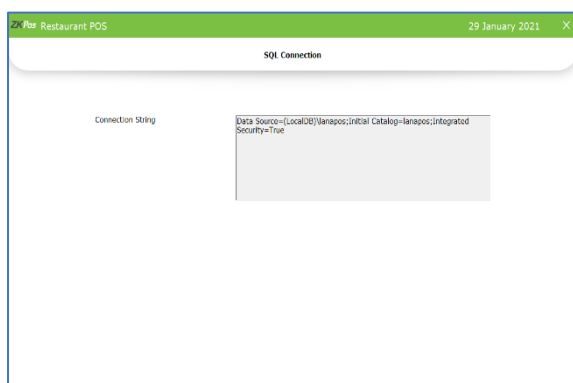 ZKPos Restaurant POS 29 January 2021 X
SQL Connection
Connection String
Data Source=(LocalDB)\lanapos;Initial Catalog=lanapos;Integrated
Security=True